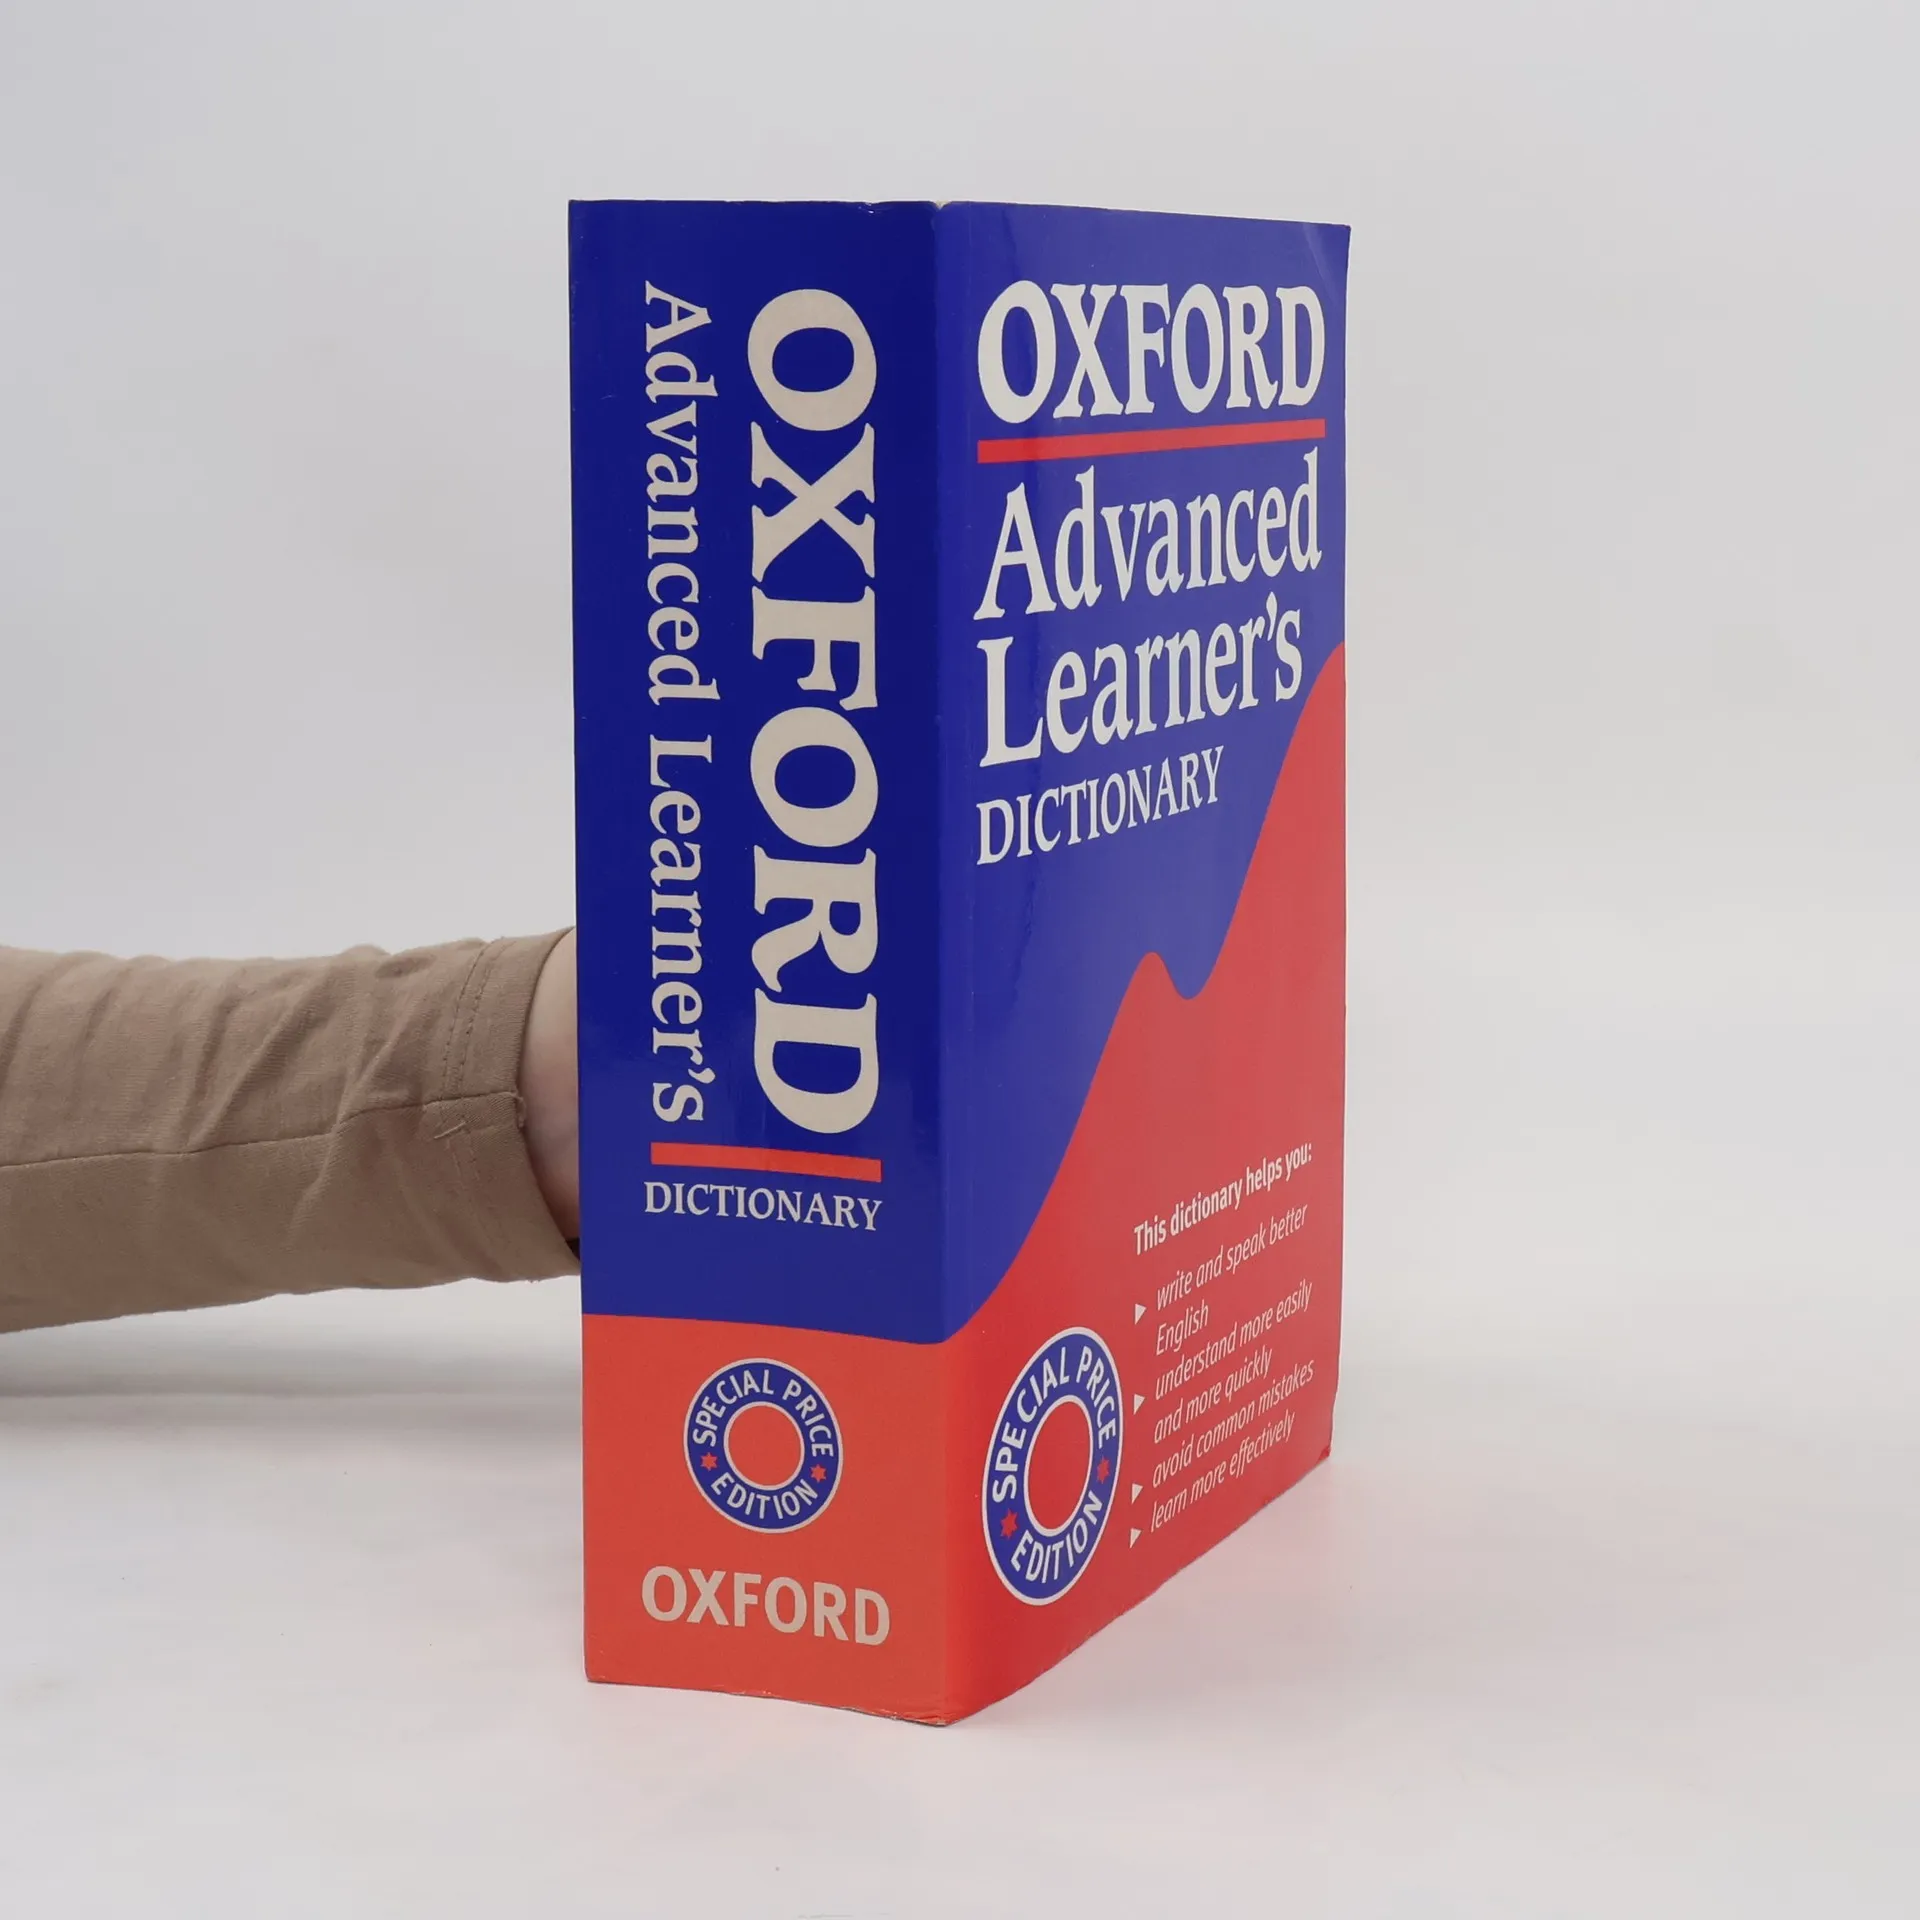 OXFORD
Advanced Learner's
DICTIONARY
SPECIAL PRICE
EDITION
OXFORD
OXFORD
Advanced
Learner's
DICTIONARY
This dictionary helps you:
▶ write and speak better
English
▶ understand more easily
and more quickly
▶ avoid common mistakes
▶ learn more effectively
SPECIAL PRICE
EDITION